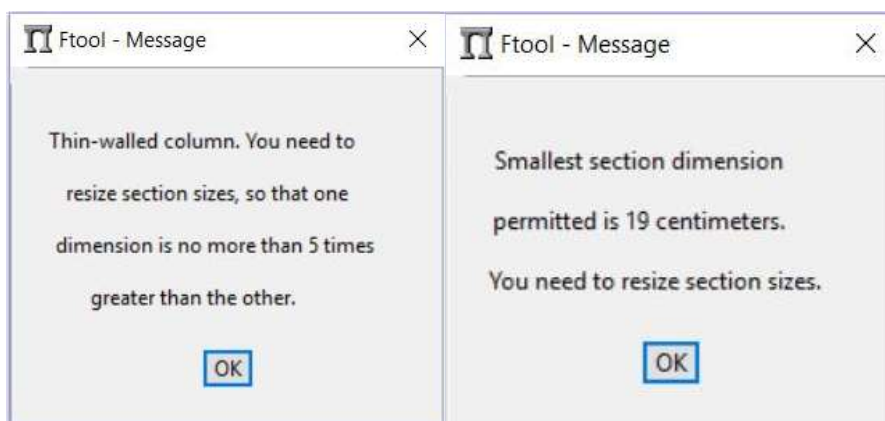 Ftool - Message
Thin-walled column. You need to
resize section sizes, so that one
dimension is no more than 5 times
greater than the other.
OK
Ftool - Message
Smallest section dimension
permitted is 19 centimeters.
You need to resize section sizes.
OK